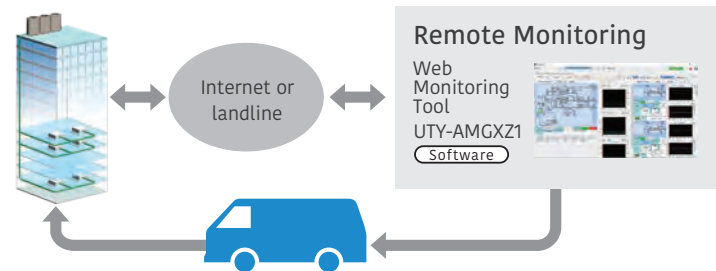 Remote Monitoring
Internet or
landline
Web
Monitoring
Tool
UTY-AMGXZ1
Software